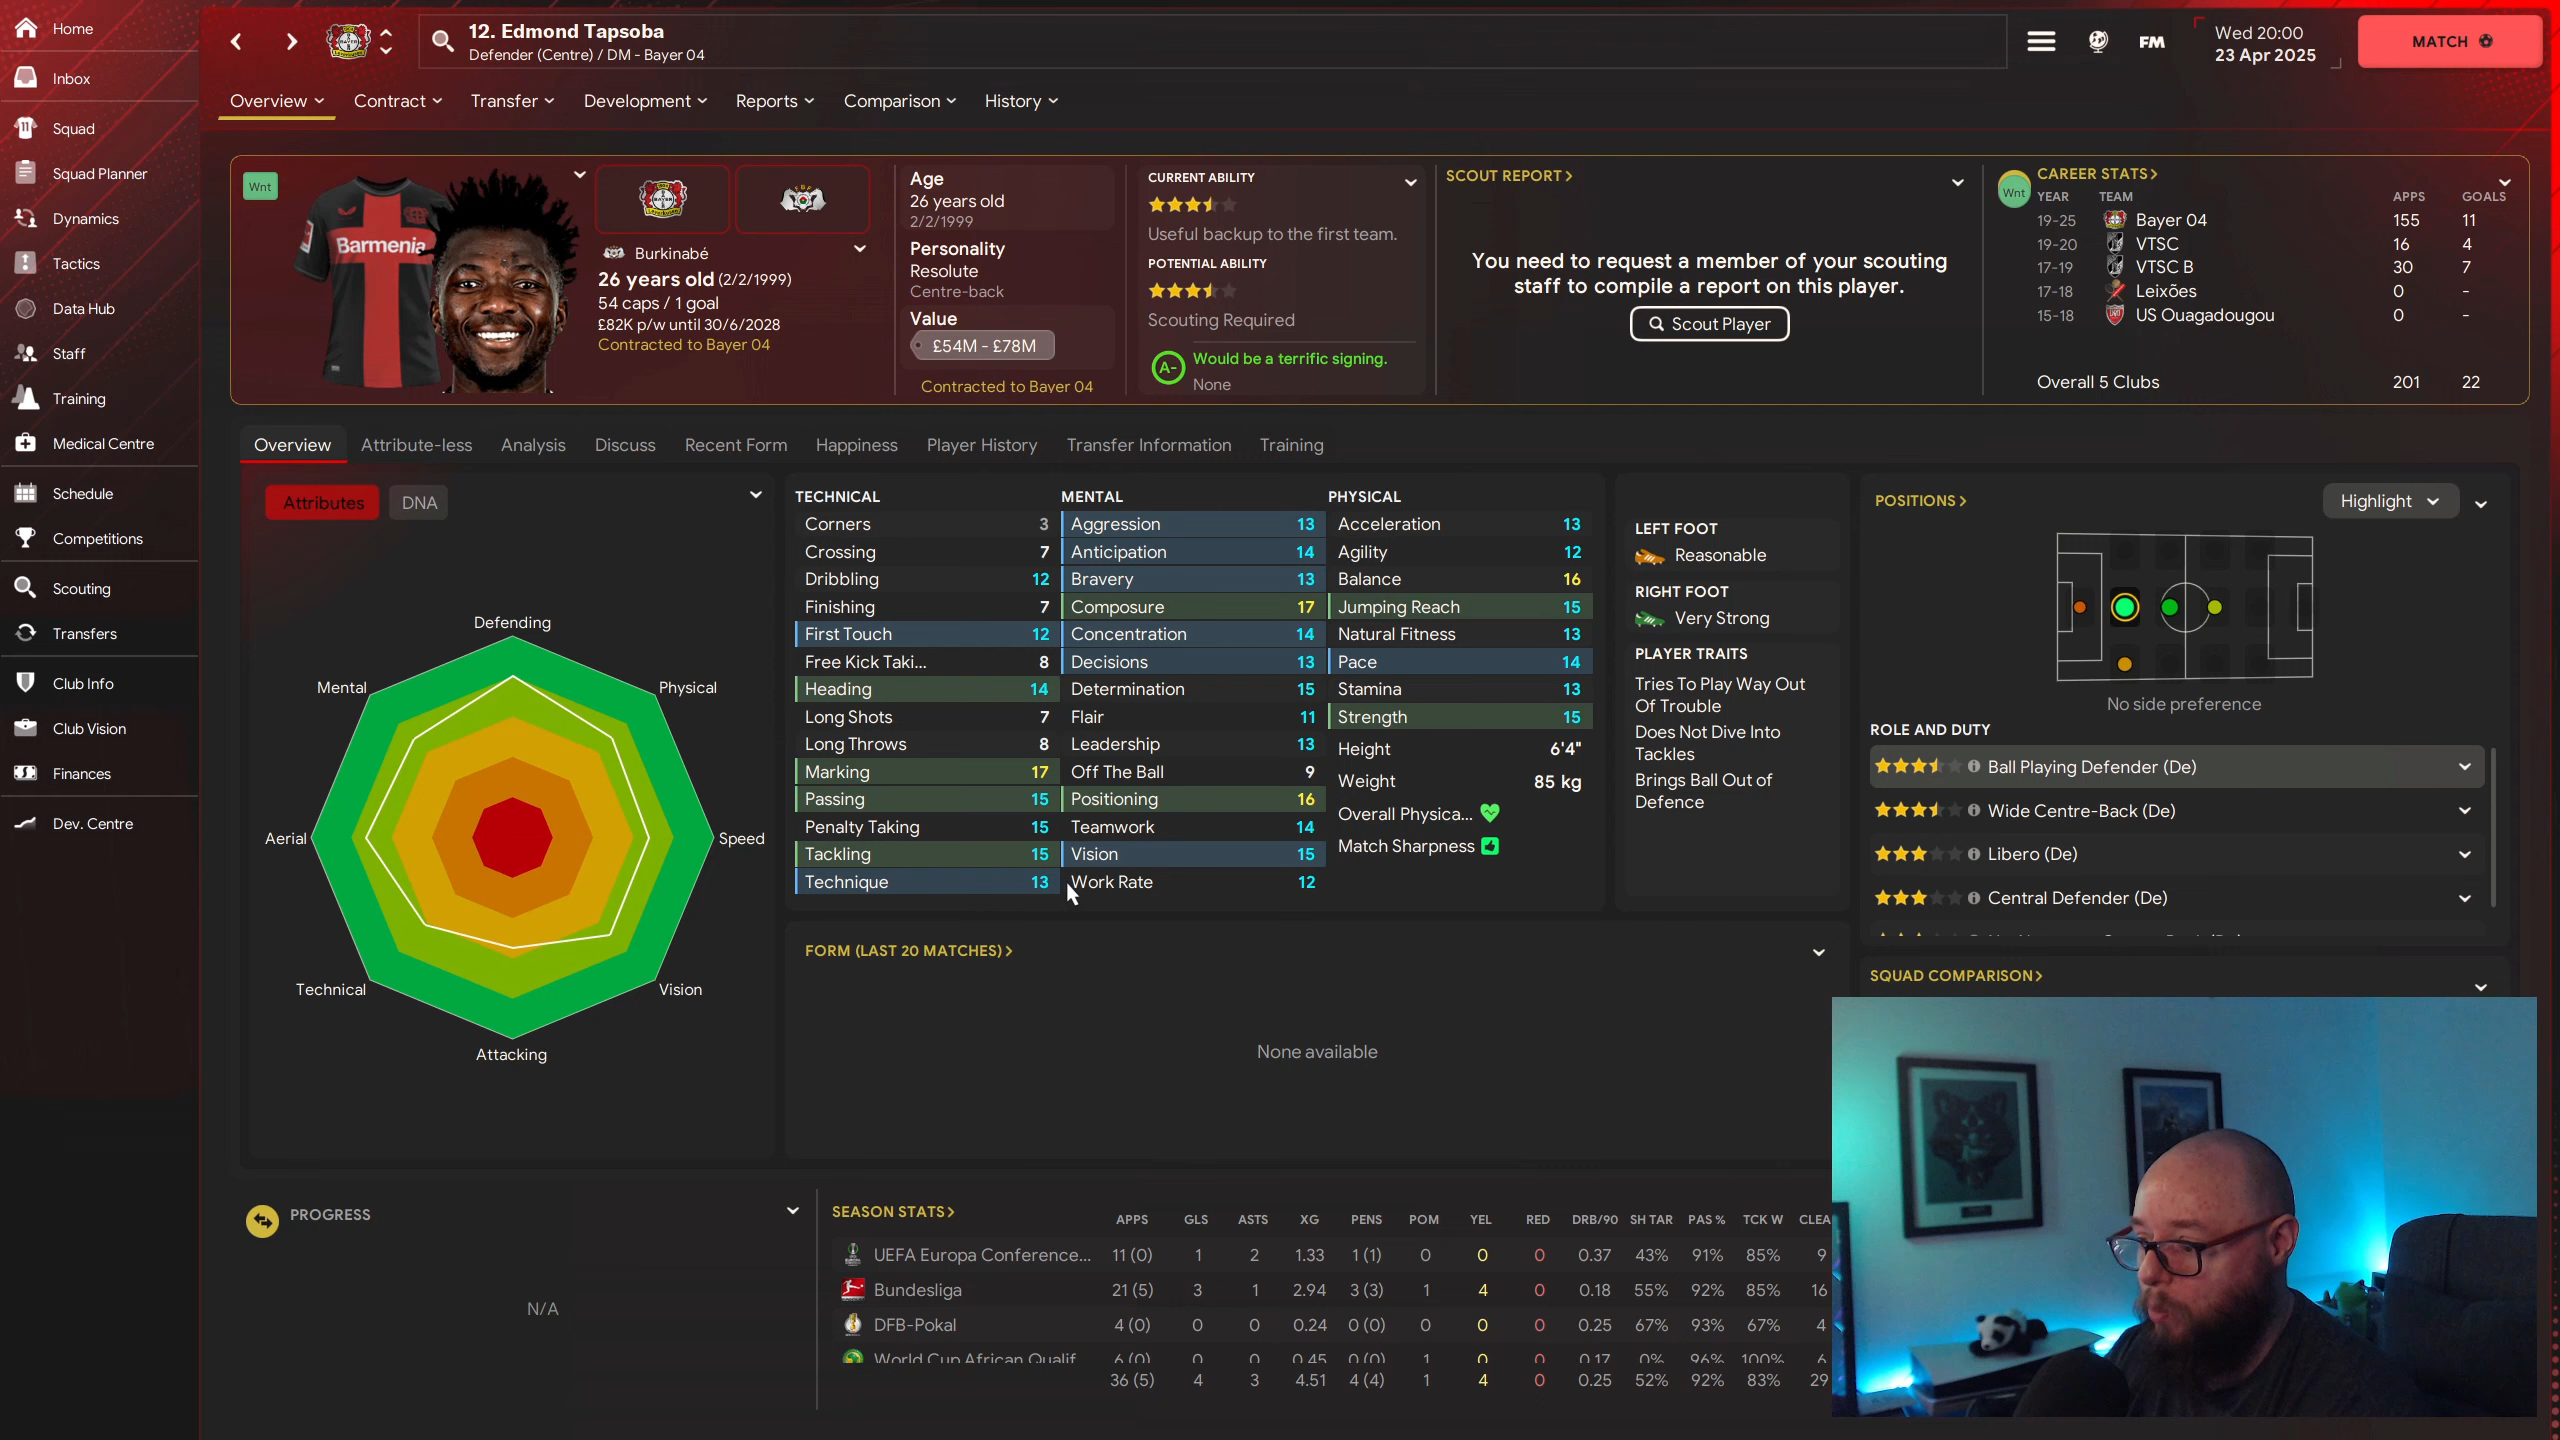 Home
Inbox
Squad
Squad Planner
Dynamics
Tactics
Data Hub
Staff
Training
Medical Centre
Schedule
Competitions
Scouting
Transfers
Club Info
Club Vision
Finances
Dev. Centre
12. Edmond Tapsoba
Defender (Centre) / DM - Bayer 04
FM
Wed 20:00
23 Apr 2025
MATCH
Overview Contract Transfer Development Reports Comparison History
Wnt
Barmenia
Burkinabé
26 years old (2/2/1999)
54 caps / 1 goal
£82K p/w until 30/6/2028
Contracted to Bayer 04
Age
26 years old
2/2/1999
Personality
Resolute
Centre-back
Value
£54M - £78M
Contracted to Bayer 04
CURRENT ABILITY
Useful backup to the first team.
POTENTIAL ABILITY
Scouting Required
A-
Would be a terrific signing.
None
SCOUT REPORT
You need to request a member of your scouting
staff to compile a report on this player.
Scout Player
Wnt
CAREER STATS
YEAR TEAM APPS GOALS
19-25 Bayer 04 155 11
19-20 VTSC 16 4
17-19 VTSC B 30 7
17-18 Leixões 0 -
15-18 US Ouagadougou 0 -
Overall 5 Clubs 201 22
Overview Attribute-less Analysis Discuss Recent Form Happiness Player History Transfer Information Training
Attributes DNA
Defending
Mental Physical
Aerial Speed
Technical Vision
Attacking
TECHNICAL
Corners 3
Crossing 7
Dribbling 12
Finishing 7
First Touch 12
Free Kick Taki... 8
Heading 14
Long Shots 7
Long Throws 8
Marking 17
Passing 15
Penalty Taking 15
Tackling 15
Technique 13
MENTAL
Aggression 13
Anticipation 14
Bravery 13
Composure 17
Concentration 14
Decisions 13
Determination 15
Flair 11
Leadership 13
Off The Ball 9
Positioning 16
Teamwork 14
Vision 15
Work Rate 12
PHYSICAL
Acceleration 13
Agility 12
Balance 16
Jumping Reach 15
Natural Fitness 13
Pace 14
Stamina 13
Strength 15
Height 6'4"
Weight 85 kg
Overall Physica...
Match Sharpness
LEFT FOOT
Reasonable
RIGHT FOOT
Very Strong
PLAYER TRAITS
Tries To Play Way Out
Of Trouble
Does Not Dive Into
Tackles
Brings Ball Out of
Defence
POSITIONS
Highlight
No side preference
ROLE AND DUTY
Ball Playing Defender (De)
Wide Centre-Back (De)
Libero (De)
Central Defender (De)
SQUAD COMPARISON
FORM (LAST 20 MATCHES)
None available
PROGRESS
N/A
SEASON STATS
APPS GLS ASTS XG PENS POM YEL RED DRB/90 SH TAR PAS % TCK W CLEA
UEFA Europa Conference... 11 (0) 1 2 1.33 1 (1) 0 0 0 0.37 43% 91% 85% 9
Bundesliga 21 (5) 3 1 2.94 3 (3) 1 4 0 0.18 55% 92% 85% 16
DFB-Pokal 4 (0) 0 0 0.24 0 (0) 0 0 0 0.25 67% 93% 67% 4
World Cup African Qualif 6 (0) 0 0 0.45 0 (0) 1 0 0 0.17 0% 96% 100% 6
36 (5) 4 3 4.51 4 (4) 1 4 0 0.25 52% 92% 83% 29